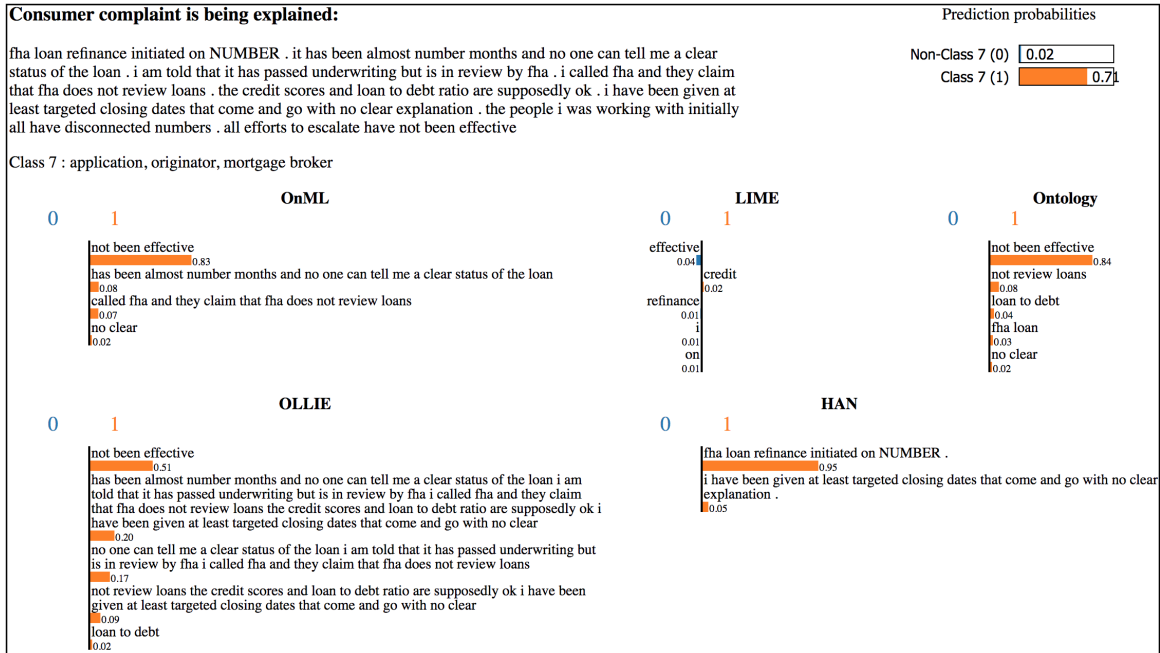 Consumer complaint is being explained:
Prediction probabilities
fha loan refinance initiated on NUMBER . it has been almost number months and no one can tell me a clear
status of the loan . i am told that it has passed underwriting but is in review by fha . i called fha and they claim
that fha does not review loans . the credit scores and loan to debt ratio are supposedly ok . i have been given at
least targeted closing dates that come and go with no clear explanation . the people i was working with initially
all have disconnected numbers . all efforts to escalate have not been effective
Non-Class 7 (0) 0.02
Class 7 (1) 0.71
Class 7 : application, originator, mortgage broker
OnML
0 1
not been effective
0.83
has been almost number months and no one can tell me a clear status of the loan
0.08
called fha and they claim that fha does not review loans
0.07
no clear
0.02
LIME
0 1
effective
0.04
credit
0.02
refinance
0.01
i
0.01
on
0.01
Ontology
0 1
not been effective
0.84
not review loans
0.08
loan to debt
0.04
fha loan
0.03
no clear
0.02
OLLIE
0 1
not been effective
0.51
has been almost number months and no one can tell me a clear status of the loan i am
told that it has passed underwriting but is in review by fha i called fha and they claim
that fha does not review loans the credit scores and loan to debt ratio are supposedly ok i
have been given at least targeted closing dates that come and go with no clear
0.20
no one can tell me a clear status of the loan i am told that it has passed underwriting but
is in review by fha i called fha and they claim that fha does not review loans
0.17
not review loans the credit scores and loan to debt ratio are supposedly ok i have been
given at least targeted closing dates that come and go with no clear
0.09
loan to debt
0.02
HAN
0 1
fha loan refinance initiated on NUMBER .
0.95
i have been given at least targeted closing dates that come and go with no clear
explanation .
0.05